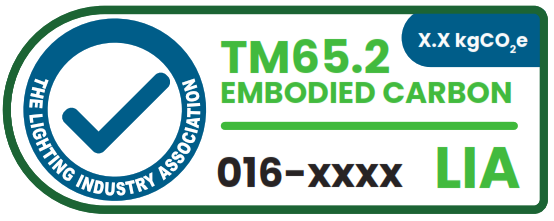 THE LIGHTING INDUSTRY ASSOCIATION
X.X kgCO₂e
TM65.2
EMBODIED CARBON
016-xxxx
LIA